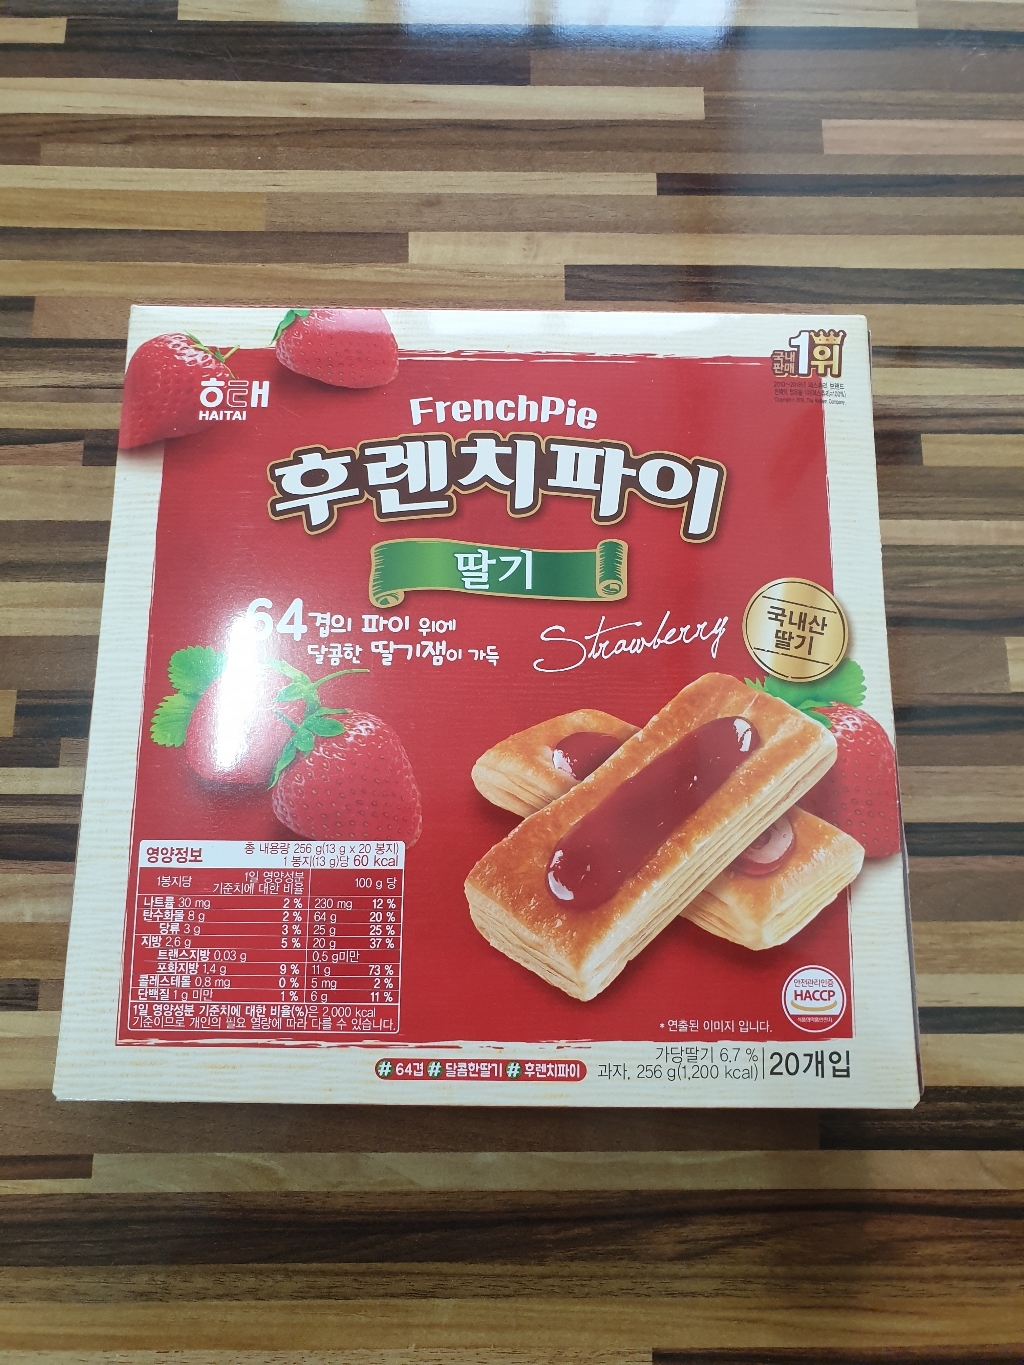 해태
HAITAI
국내
판매 1위
FrenchPie
후렌치파이
딸기
64겹의 파이 위에
달콤한 딸기잼이 가득
Strawberry
국내산
딸기
영양정보
총 내용량 256 g(13 g x 20 봉지)
1 봉지(13 g)당 60 kcal
1봉지당 1일 영양성분 기준치에 대한 비율 100 g 당
나트륨 30 mg 2 % 230 mg 12 %
탄수화물 8 g 2 % 64 g 20 %
당류 3 g 3 % 25 g 25 %
지방 2.6 g 5 % 20 g 37 %
트랜스지방 0.03 g 0.5 g미만
포화지방 1.4 g 9 % 11 g 73 %
콜레스테롤 0.8 mg 0 % 5 mg 2 %
단백질 1 g 미만 1 % 6 g 11 %
1일 영양성분 기준치에 대한 비율(%)은 2,000 kcal
기준이므로 개인의 필요 열량에 따라 다를 수 있습니다.
안전관리인증
HACCP
* 연출된 이미지 입니다.
#64겹 #달콤한딸기 #후렌치파이
가당딸기 6.7 %
과자. 256 g(1,200 kcal)
20개입